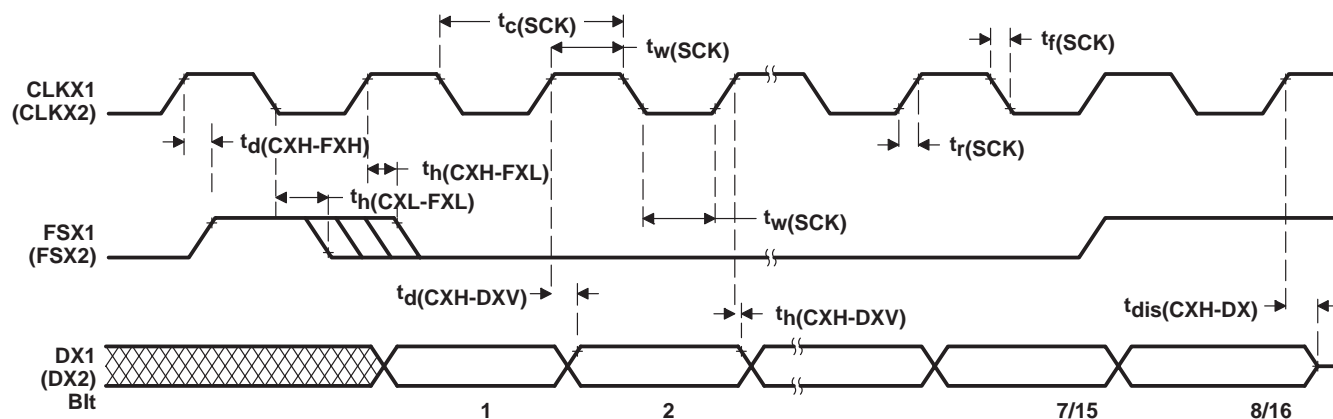 tc(SCK)
tw(SCK)
tf(SCK)
CLKX1
(CLKX2)
td(CXH-FXH)
tr(SCK)
th(CXH-FXL)
th(CXL-FXL)
tw(SCK)
FSX1
(FSX2)
td(CXH-DXV)
th(CXH-DXV)
tdis(CXH-DX)
DX1
(DX2)
BIt
1
2
7/15
8/16